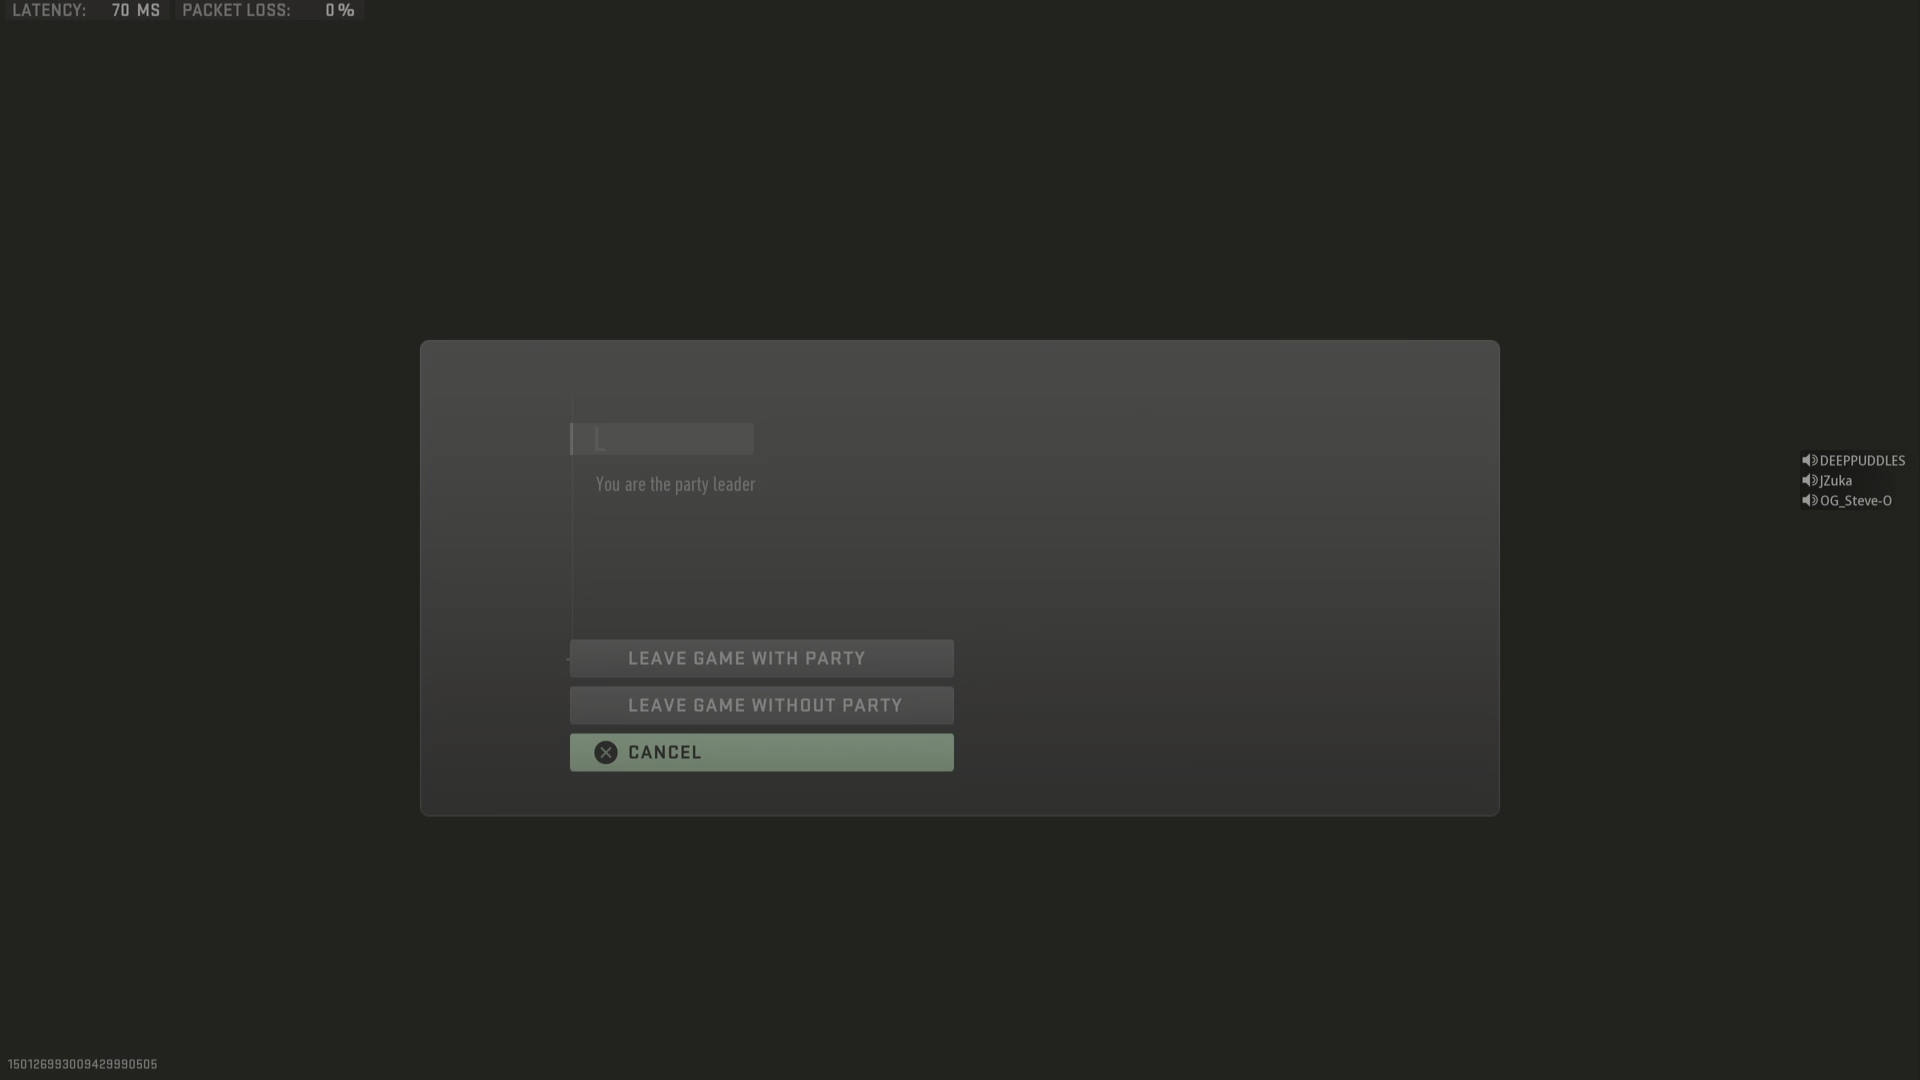 LATENCY: 70 MS PACKET LOSS: 0 %
L
You are the party leader
DEEPPUDDLES
JZuka
OG_Steve-O
LEAVE GAME WITH PARTY
LEAVE GAME WITHOUT PARTY
CANCEL
150126993009429990505